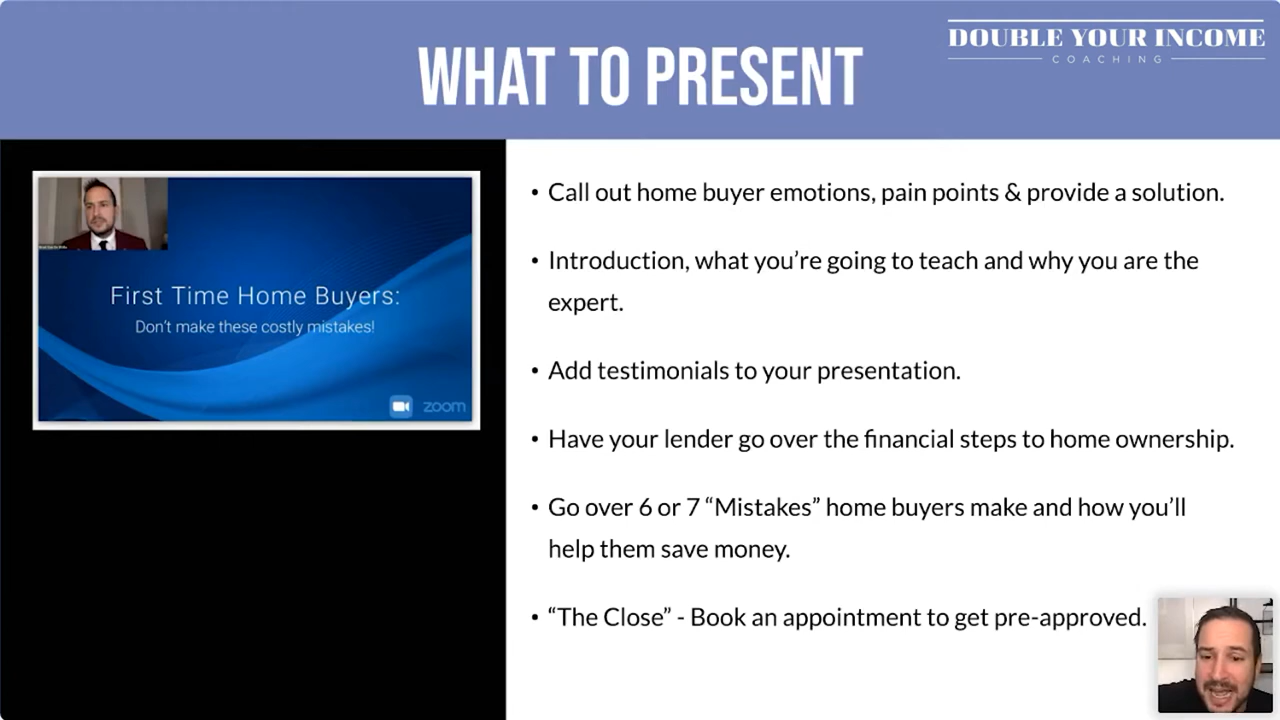 WHAT TO PRESENT
DOUBLE YOUR INCOME
COACHING
First Time Home Buyers:
Don't make these costly mistakes!
zoom
• Call out home buyer emotions, pain points & provide a solution.
• Introduction, what you’re going to teach and why you are the
expert.
• Add testimonials to your presentation.
• Have your lender go over the financial steps to home ownership.
• Go over 6 or 7 “Mistakes” home buyers make and how you’ll
help them save money.
• “The Close” - Book an appointment to get pre-approved.